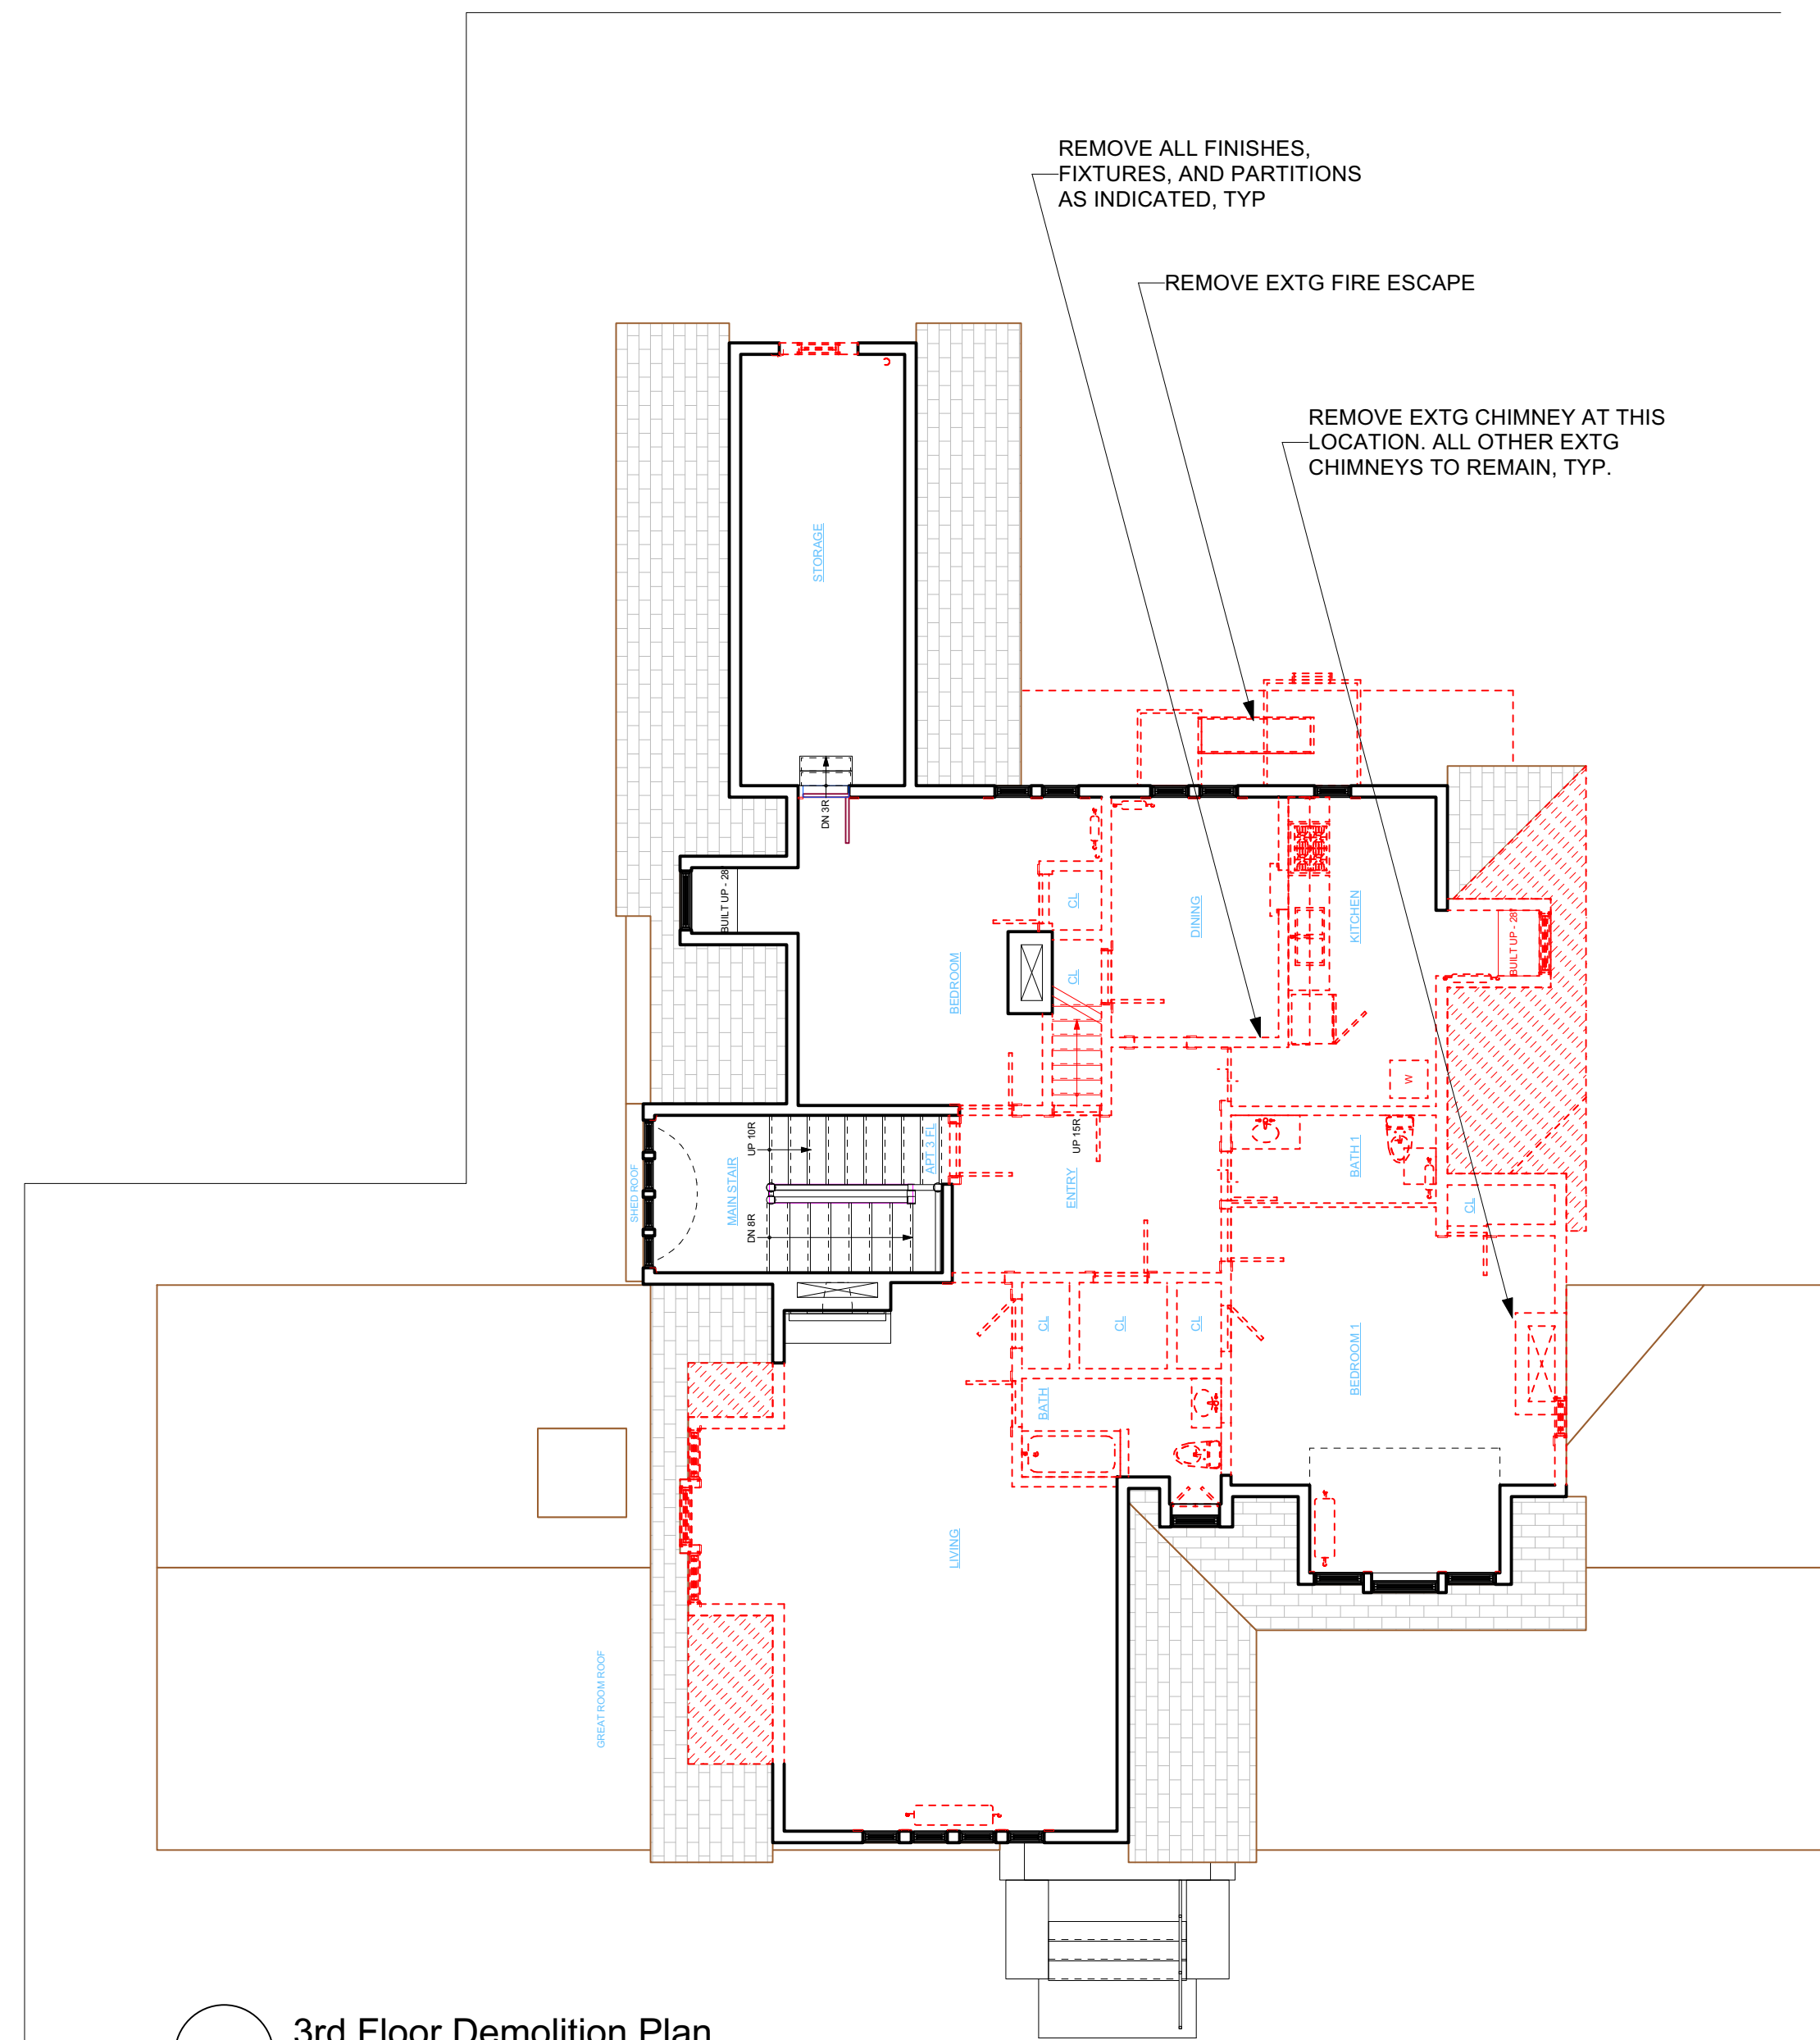 REMOVE ALL FINISHES,
FIXTURES, AND PARTITIONS
AS INDICATED, TYP
REMOVE EXTG FIRE ESCAPE
REMOVE EXTG CHIMNEY AT THIS
LOCATION. ALL OTHER EXTG
CHIMNEYS TO REMAIN, TYP.
STORAGE
DN 3R
BUILT UP - 28"
BEDROOM
CL
CL
DINING
KITCHEN
BUILT UP - 28"
W
UP 10R
APT 3 FL
UP 15R
ENTRY
BATH 1
CL
SHED ROOF
MAIN STAIR
DN 8R
CL
CL
CL
BATH
BEDROOM 1
LIVING
GREAT ROOM ROOF
3rd Floor Demolition Plan